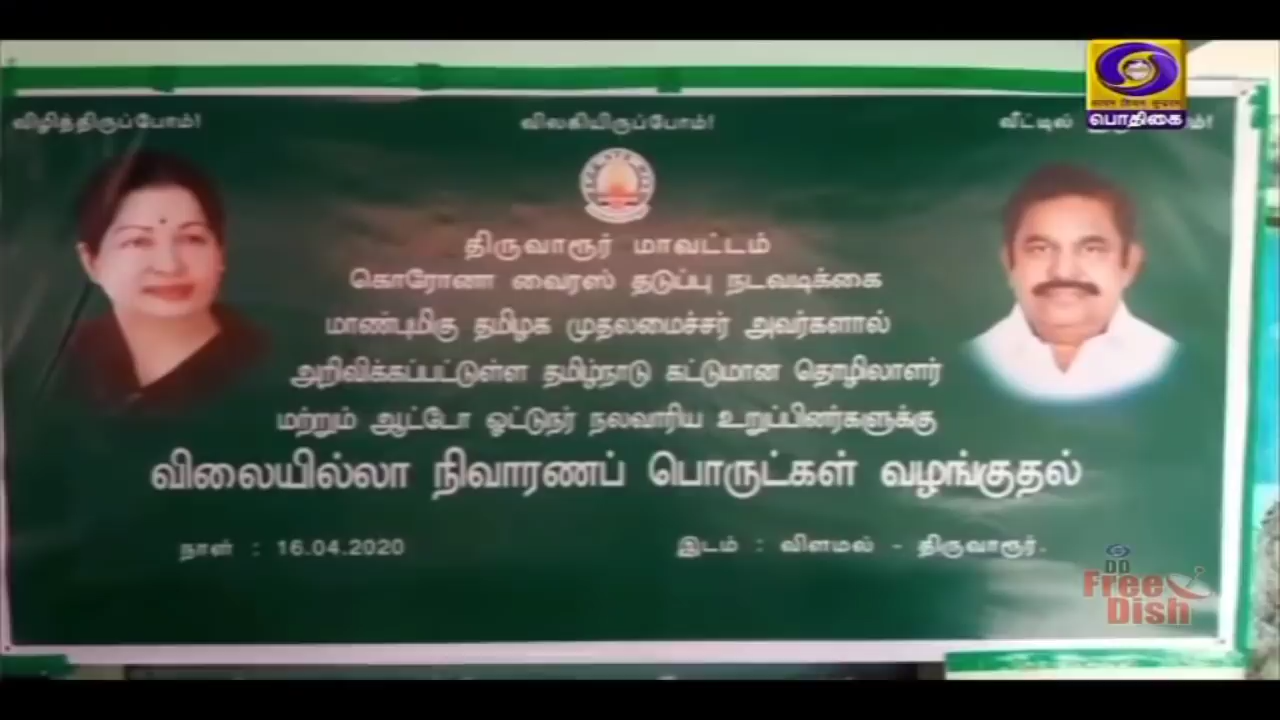 விழித்திருப்போம்! விலகியிருப்போம்! வீட்டில்
பொதிகை
திருவாரூர் மாவட்டம்
கொரோனா வைரஸ் தடுப்பு நடவடிக்கை
மாண்புமிகு தமிழக முதலமைச்சர் அவர்களால்
அறிவிக்கப்பட்டுள்ள தமிழ்நாடு கட்டுமான தொழிலாளர்
மற்றும் ஆட்டோ ஓட்டுநர் நலவாரிய உறுப்பினர்களுக்கு
விலையில்லா நிவாரணப் பொருட்கள் வழங்குதல்
நாள் : 16.04.2020 இடம் : விளமல் - திருவாரூர்.
DD
Free
Dish